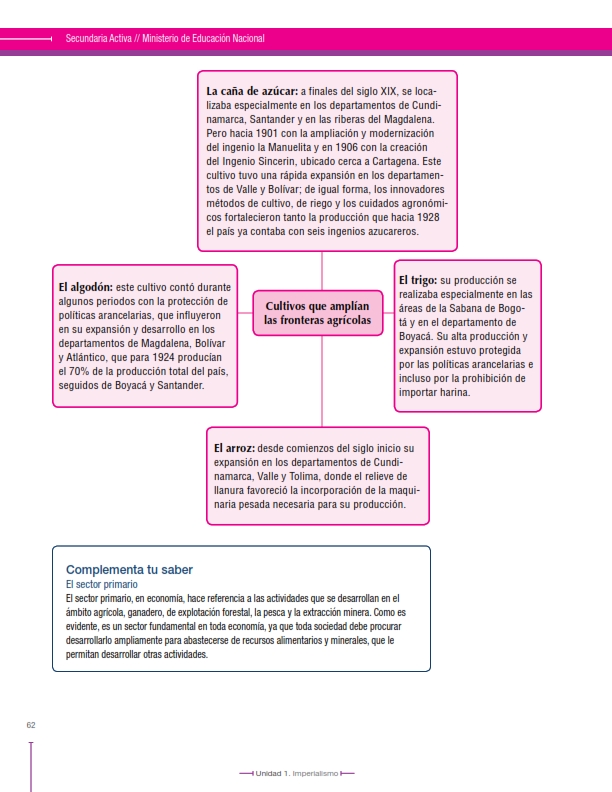 Secundaria Activa // Ministerio de Educación Nacional
La caña de azúcar: a finales del siglo XIX, se loca-
lizaba especialmente en los departamentos de Cundi-
namarca, Santander y en las riberas del Magdalena.
Pero hacia 1901 con la ampliación y modernización
del ingenio la Manuelita y en 1906 con la creación
del Ingenio Sincerin, ubicado cerca a Cartagena. Este
cultivo tuvo una rápida expansión en los departamen-
tos de Valle y Bolívar; de igual forma, los innovadores
métodos de cultivo, de riego y los cuidados agronómi-
cos fortalecieron tanto la producción que hacia 1928
el país ya contaba con seis ingenios azucareros.
El algodón: este cultivo contó durante
algunos periodos con la protección de
políticas arancelarias, que influyeron
en su expansión y desarrollo en los
departamentos de Magdalena, Bolívar
y Atlántico, que para 1924 producían
el 70% de la producción total del país,
seguidos de Boyacá y Santander.
Cultivos que amplían
las fronteras agrícolas
El trigo: su producción se
realizaba especialmente en las
áreas de la Sabana de Bogo-
tá y en el departamento de
Boyacá. Su alta producción y
expansión estuvo protegida
por las políticas arancelarias e
incluso por la prohibición de
importar harina.
El arroz: desde comienzos del siglo inicio su
expansión en los departamentos de Cundi-
namarca, Valle y Tolima, donde el relieve de
llanura favoreció la incorporación de la maqui-
naria pesada necesaria para su producción.
Complementa tu saber
El sector primario
El sector primario, en economía, hace referencia a las actividades que se desarrollan en el
ámbito agrícola, ganadero, de explotación forestal, la pesca y la extracción minera. Como es
evidente, es un sector fundamental en toda economía, ya que toda sociedad debe procurar
desarrollarlo ampliamente para abastecerse de recursos alimentarios y minerales, que le
permitan desarrollar otras actividades.
62
Unidad 1. Imperialismo